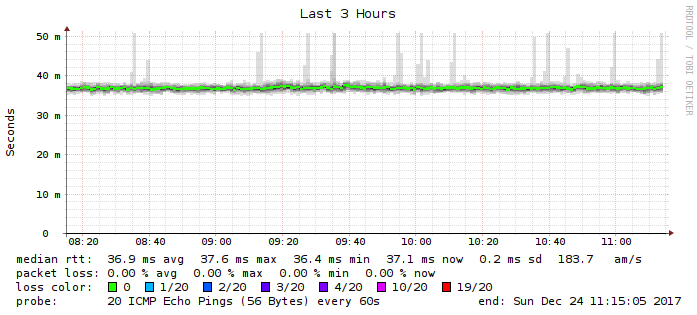 Last 3 Hours
RRDTOOL / TOBI OETIKER
Seconds
50 m
40 m
30 m
20 m
10 m
0
08:20 08:40 09:00 09:20 09:40 10:00 10:20 10:40 11:00
median rtt: 36.9 ms avg 37.6 ms max 36.4 ms min 37.1 ms now 0.2 ms sd 183.7 am/s
packet loss: 0.00 % avg 0.00 % max 0.00 % min 0.00 % now
loss color: 0 1/20 2/20 3/20 4/20 10/20 19/20
probe: 20 ICMP Echo Pings (56 Bytes) every 60s end: Sun Dec 24 11:15:05 2017